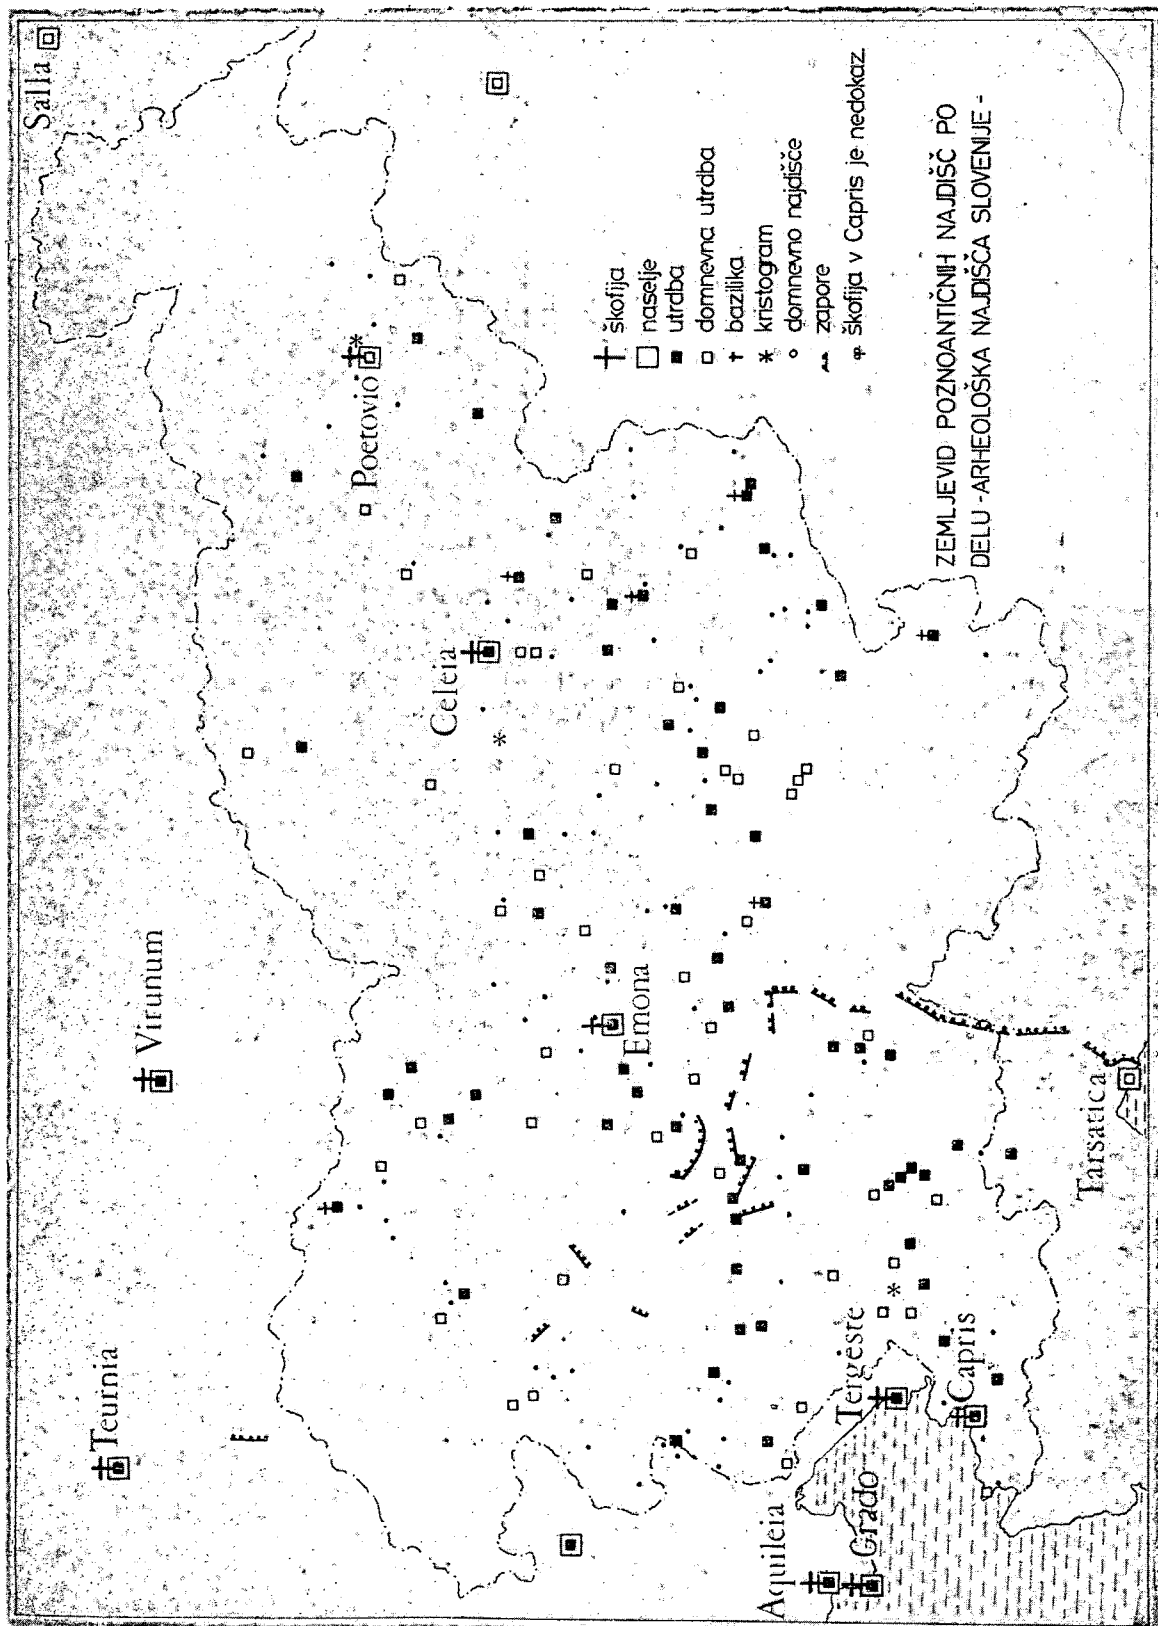 Salla
Poetovio
Celeia
Virunum
Emona
Teurnia
Tarsatica
Tergeste
Capris
Aquileia
Grado
škofija
naselje
utrdba
domnevna utrdba
bazilika
kristogram
domnevno najdišče
zapore
škofija v Capris je nedokaz.
ZEMLJEVID POZNOANTIČNIH NAJDIŠČ PO
DELU - ARHEOLOŠKA NAJDIŠČA SLOVENIJE -